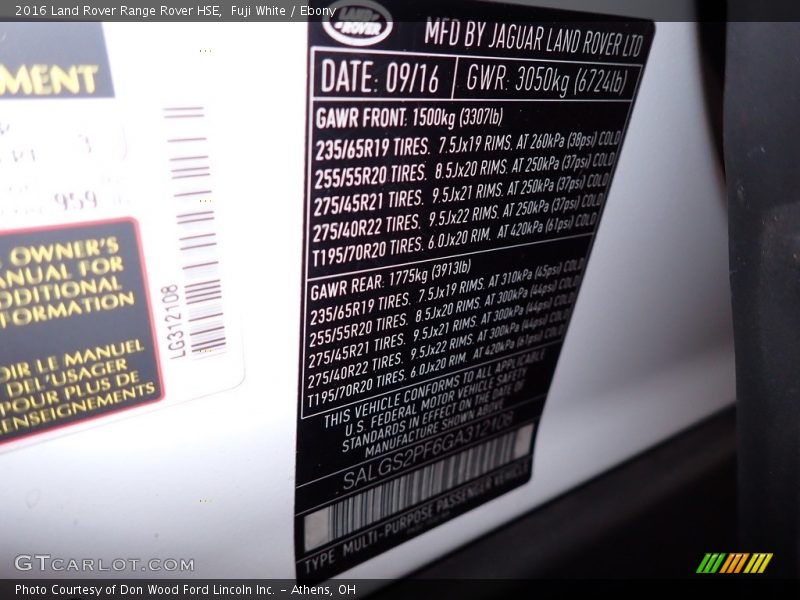 2016 Land Rover Range Rover HSE, Fuji White / Ebony
LAND ROVER
MFD BY JAGUAR LAND ROVER LTD
DATE: 09/16 GWR: 3050kg (6724lb)
GAWR FRONT: 1500kg (3307lb)
235/65R19 TIRES. 7.5Jx19 RIMS. AT 260kPa (38psi) COLD
255/55R20 TIRES. 8.5Jx20 RIMS. AT 250kPa (37psi) COLD
275/45R21 TIRES. 9.5Jx21 RIMS. AT 250kPa (37psi) COLD
275/40R22 TIRES. 9.5Jx22 RIMS. AT 250kPa (37psi) COLD
T195/70R20 TIRES. 6.0Jx20 RIM. AT 420kPa (61psi) COLD
GAWR REAR: 1775kg (3913lb)
235/65R19 TIRES. 7.5Jx19 RIMS. AT 310kPa (45psi) COLD
255/55R20 TIRES. 8.5Jx20 RIMS. AT 300kPa (44psi) COLD
275/45R21 TIRES. 9.5Jx21 RIMS. AT 300kPa (44psi) COLD
275/40R22 TIRES. 9.5Jx22 RIMS. AT 300kPa (44psi) COLD
T195/70R20 TIRES. 6.0Jx20 RIM. AT 420kPa (61psi) COLD
THIS VEHICLE CONFORMS TO ALL APPLICABLE
U.S. FEDERAL MOTOR VEHICLE SAFETY
STANDARDS IN EFFECT ON THE DATE OF
MANUFACTURE SHOWN ABOVE
SALGS2PF6GA312108
TYPE MULTI-PURPOSE PASSENGER VEHICLE
MENT
3
959
LG312108
OWNER'S
ANUAL FOR
DDITIONAL
FORMATION
OIR LE MANUEL
DEL'USAGER
POUR PLUS DE
ENSEIGNEMENTS
GTCARLOT.COM
Photo Courtesy of Don Wood Ford Lincoln Inc. - Athens, OH